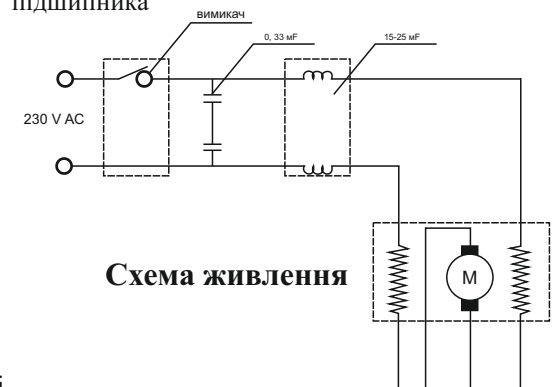 підшипника
вимикач
0, 33 мF
15-25 мF
230 V AC
Схема живлення
M
і